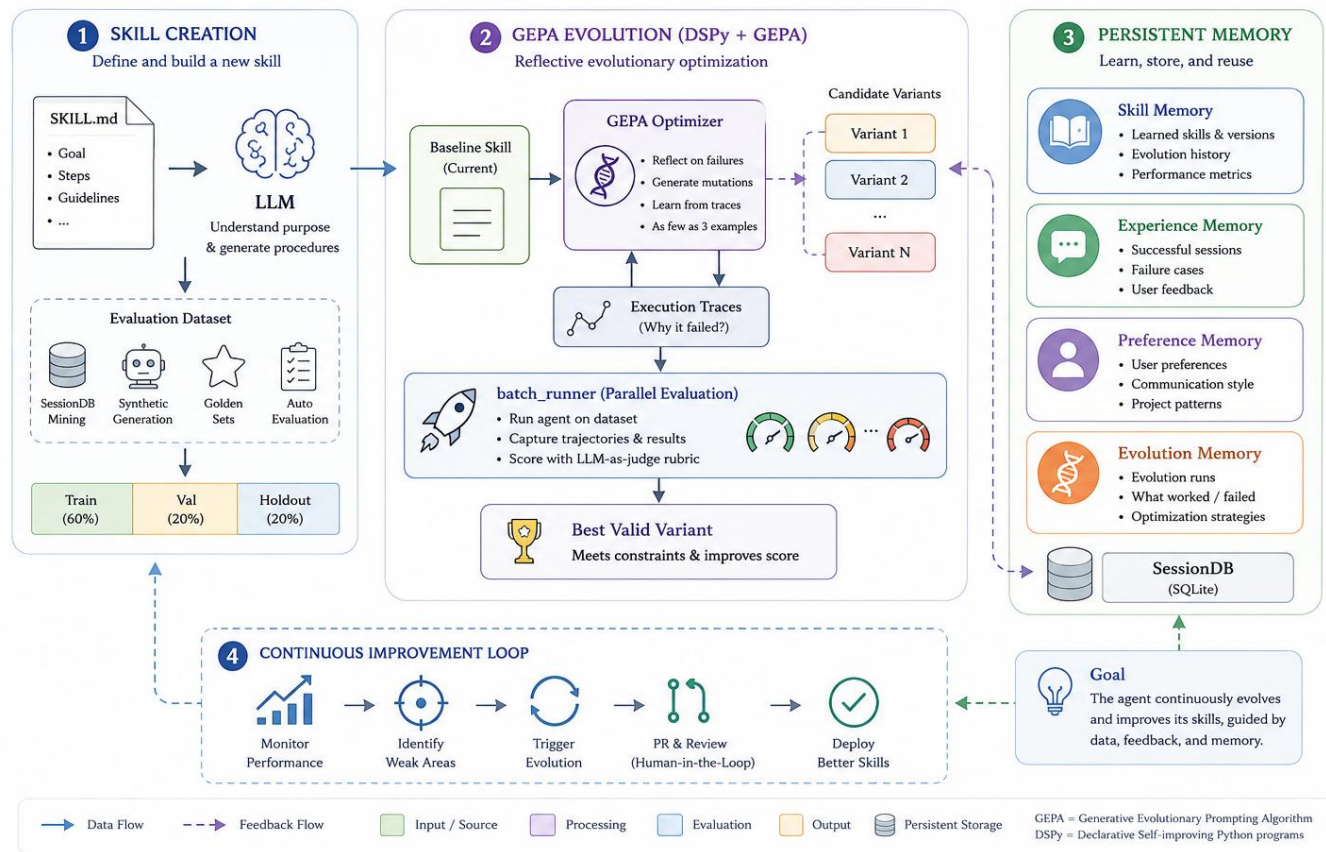 1 SKILL CREATION
Define and build a new skill
SKILL.md
• Goal
• Steps
• Guidelines
• ...
LLM
Understand purpose
& generate procedures
Evaluation Dataset
SessionDB
Mining
Synthetic
Generation
Golden
Sets
Auto
Evaluation
Train
(60%)
Val
(20%)
Holdout
(20%)
2 GEPA EVOLUTION (DSPy + GEPA)
Reflective evolutionary optimization
Baseline Skill
(Current)
GEPA Optimizer
• Reflect on failures
• Generate mutations
• Learn from traces
• As few as 3 examples
Candidate Variants
Variant 1
Variant 2
...
Variant N
Execution Traces
(Why it failed?)
batch_runner (Parallel Evaluation)
• Run agent on dataset
• Capture trajectories & results
• Score with LLM-as-judge rubric
...
Best Valid Variant
Meets constraints & improves score
3 PERSISTENT MEMORY
Learn, store, and reuse
Skill Memory
• Learned skills & versions
• Evolution history
• Performance metrics
Experience Memory
• Successful sessions
• Failure cases
• User feedback
Preference Memory
• User preferences
• Communication style
• Project patterns
Evolution Memory
• Evolution runs
• What worked / failed
• Optimization strategies
SessionDB
(SQLite)
4 CONTINUOUS IMPROVEMENT LOOP
Monitor
Performance
Identify
Weak Areas
Trigger
Evolution
PR & Review
(Human-in-the-Loop)
Deploy
Better Skills
Goal
The agent continuously evolves
and improves its skills, guided by
data, feedback, and memory.
Data Flow
Feedback Flow
Input / Source
Processing
Evaluation
Output
Persistent Storage
GEPA = Generative Evolutionary Prompting Algorithm
DSPy = Declarative Self-improving Python programs